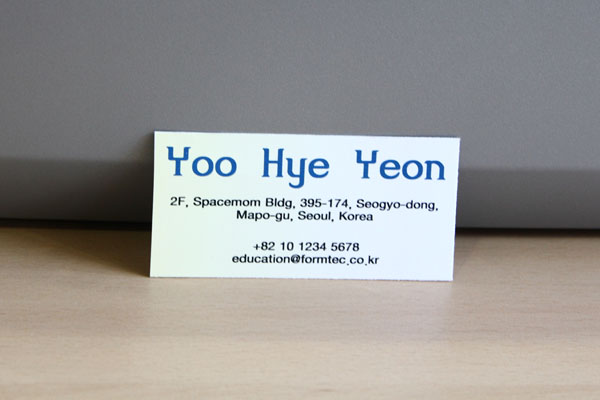 Yoo Hye Yeon
2F, Spacemom Bldg, 395-174, Seogyo-dong,
Mapo-gu, Seoul, Korea
+82 10 1234 5678
education@formtec.co.kr